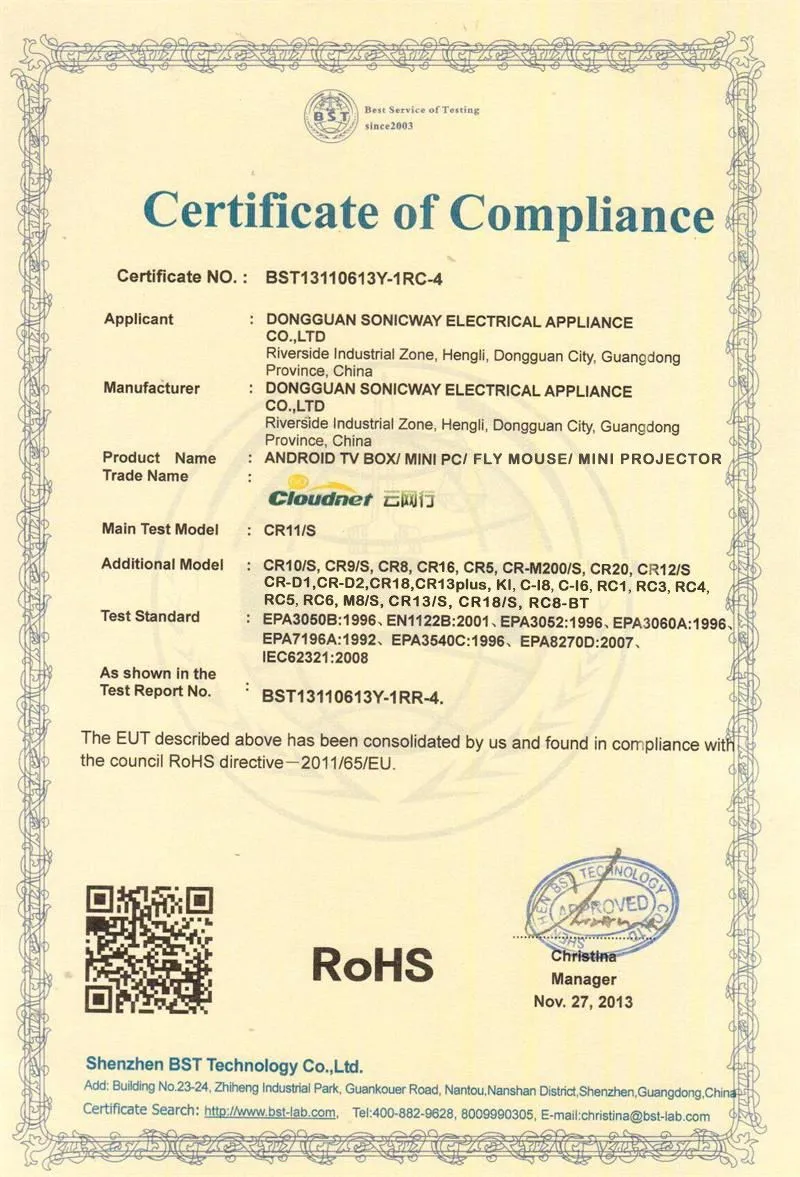 BST
Best Service of Testing
since2003
Certificate of Compliance
Certificate NO. : BST13110613Y-1RC-4
Applicant : DONGGUAN SONICWAY ELECTRICAL APPLIANCE
CO.,LTD
Riverside Industrial Zone, Hengli, Dongguan City, Guangdong
Province, China
Manufacturer : DONGGUAN SONICWAY ELECTRICAL APPLIANCE
CO.,LTD
Riverside Industrial Zone, Hengli, Dongguan City, Guangdong
Province, China
Product Name : ANDROID TV BOX/ MINI PC/ FLY MOUSE/ MINI PROJECTOR
Trade Name :
Cloudnet 云网行
Main Test Model : CR11/S
Additional Model : CR10/S, CR9/S, CR8, CR16, CR5, CR-M200/S, CR20, CR12/S
CR-D1,CR-D2,CR18,CR13plus, KI, C-I8, C-I6, RC1, RC3, RC4,
RC5, RC6, M8/S, CR13/S, CR18/S, RC8-BT
Test Standard : EPA3050B:1996、EN1122B:2001、EPA3052:1996、EPA3060A:1996、
EPA7196A:1992、EPA3540C:1996、EPA8270D:2007、
IEC62321:2008
As shown in the
Test Report No. : BST13110613Y-1RR-4.
The EUT described above has been consolidated by us and found in compliance with
the council RoHS directive－2011/65/EU.
SHENZHEN BST TECHNOLOGY CO.,LTD
APPROVED
RoHS
Christina
Manager
Nov. 27, 2013
Shenzhen BST Technology Co.,Ltd.
Add: Building No.23-24, Zhiheng Industrial Park, Guankouer Road, Nantou,Nanshan District,Shenzhen,Guangdong,China
Certificate Search: http://www.bst-lab.com, Tel:400-882-9628, 8009990305, E-mail:christina@bst-lab.com